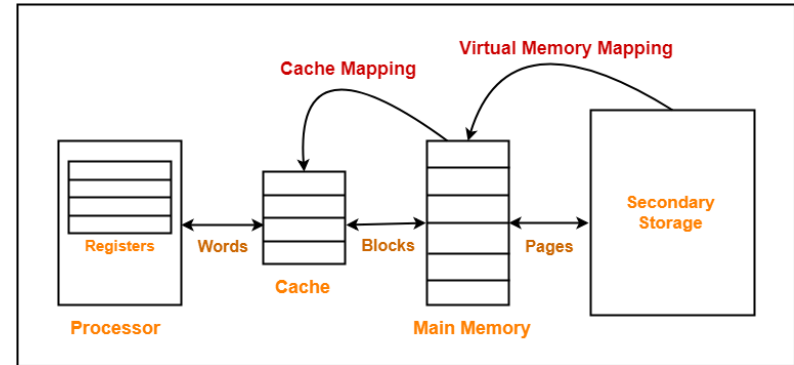 Virtual Memory Mapping
Cache Mapping
Secondary
Storage
Registers
Words
Blocks
Pages
Cache
Processor
Main Memory